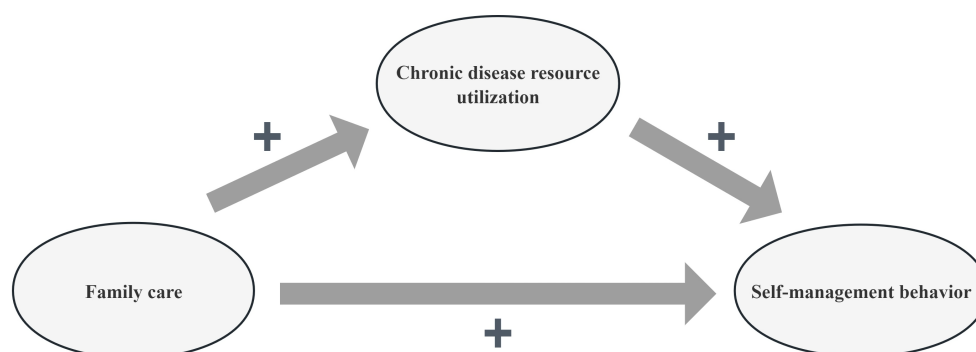 Chronic disease resource
utilization
+
+
Family care
Self-management behavior
+